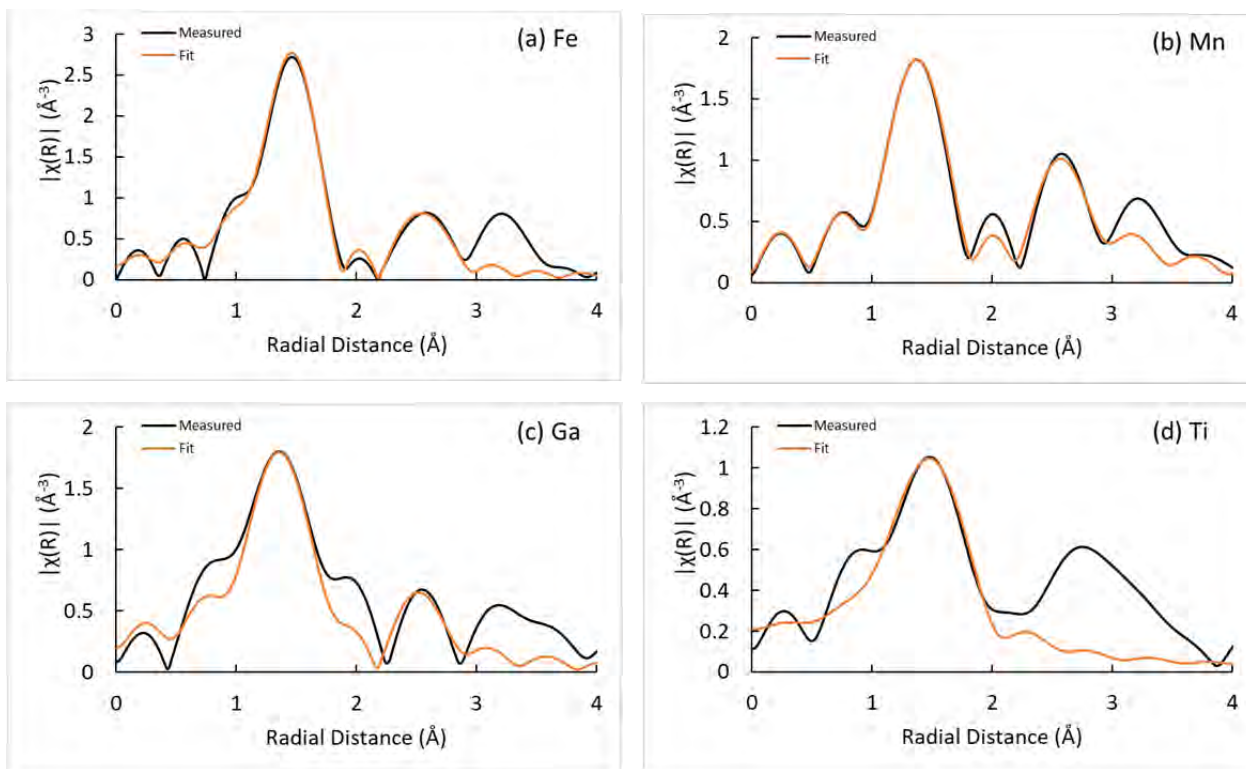 (a) Fe
Measured
Fit
|χ(R)| (Å⁻³)
3
2.5
2
1.5
1
0.5
0
0 1 2 3 4
Radial Distance (Å)
(b) Mn
Measured
Fit
|χ(R)| (Å⁻³)
2
1.5
1
0.5
0
0 1 2 3 4
Radial Distance (Å)
(c) Ga
Measured
Fit
|χ(R)| (Å⁻³)
2
1.5
1
0.5
0
0 1 2 3 4
Radial Distance (Å)
(d) Ti
Measured
Fit
|χ(R)| (Å⁻³)
1.2
1
0.8
0.6
0.4
0.2
0
0 1 2 3 4
Radial Distance (Å)